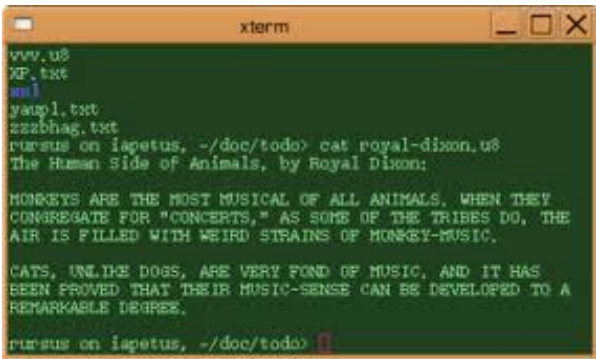 xterm
vvv.u8
XP.txt
xml
yaupl.txt
zzzbhag.txt
rursus on iapetus, ~/doc/todo> cat royal-dixon.u8
The Human Side of Animals, by Royal Dixon:
MONKEYS ARE THE MOST MUSICAL OF ALL ANIMALS. WHEN THEY
CONGREGATE FOR "CONCERTS," AS SOME OF THE TRIBES DO, THE
AIR IS FILLED WITH WEIRD STRAINS OF MONKEY-MUSIC.
CATS, UNLIKE DOGS, ARE VERY FOND OF MUSIC, AND IT HAS
BEEN PROVED THAT THEIR MUSIC-SENSE CAN BE DEVELOPED TO A
REMARKABLE DEGREE.
rursus on iapetus, ~/doc/todo>